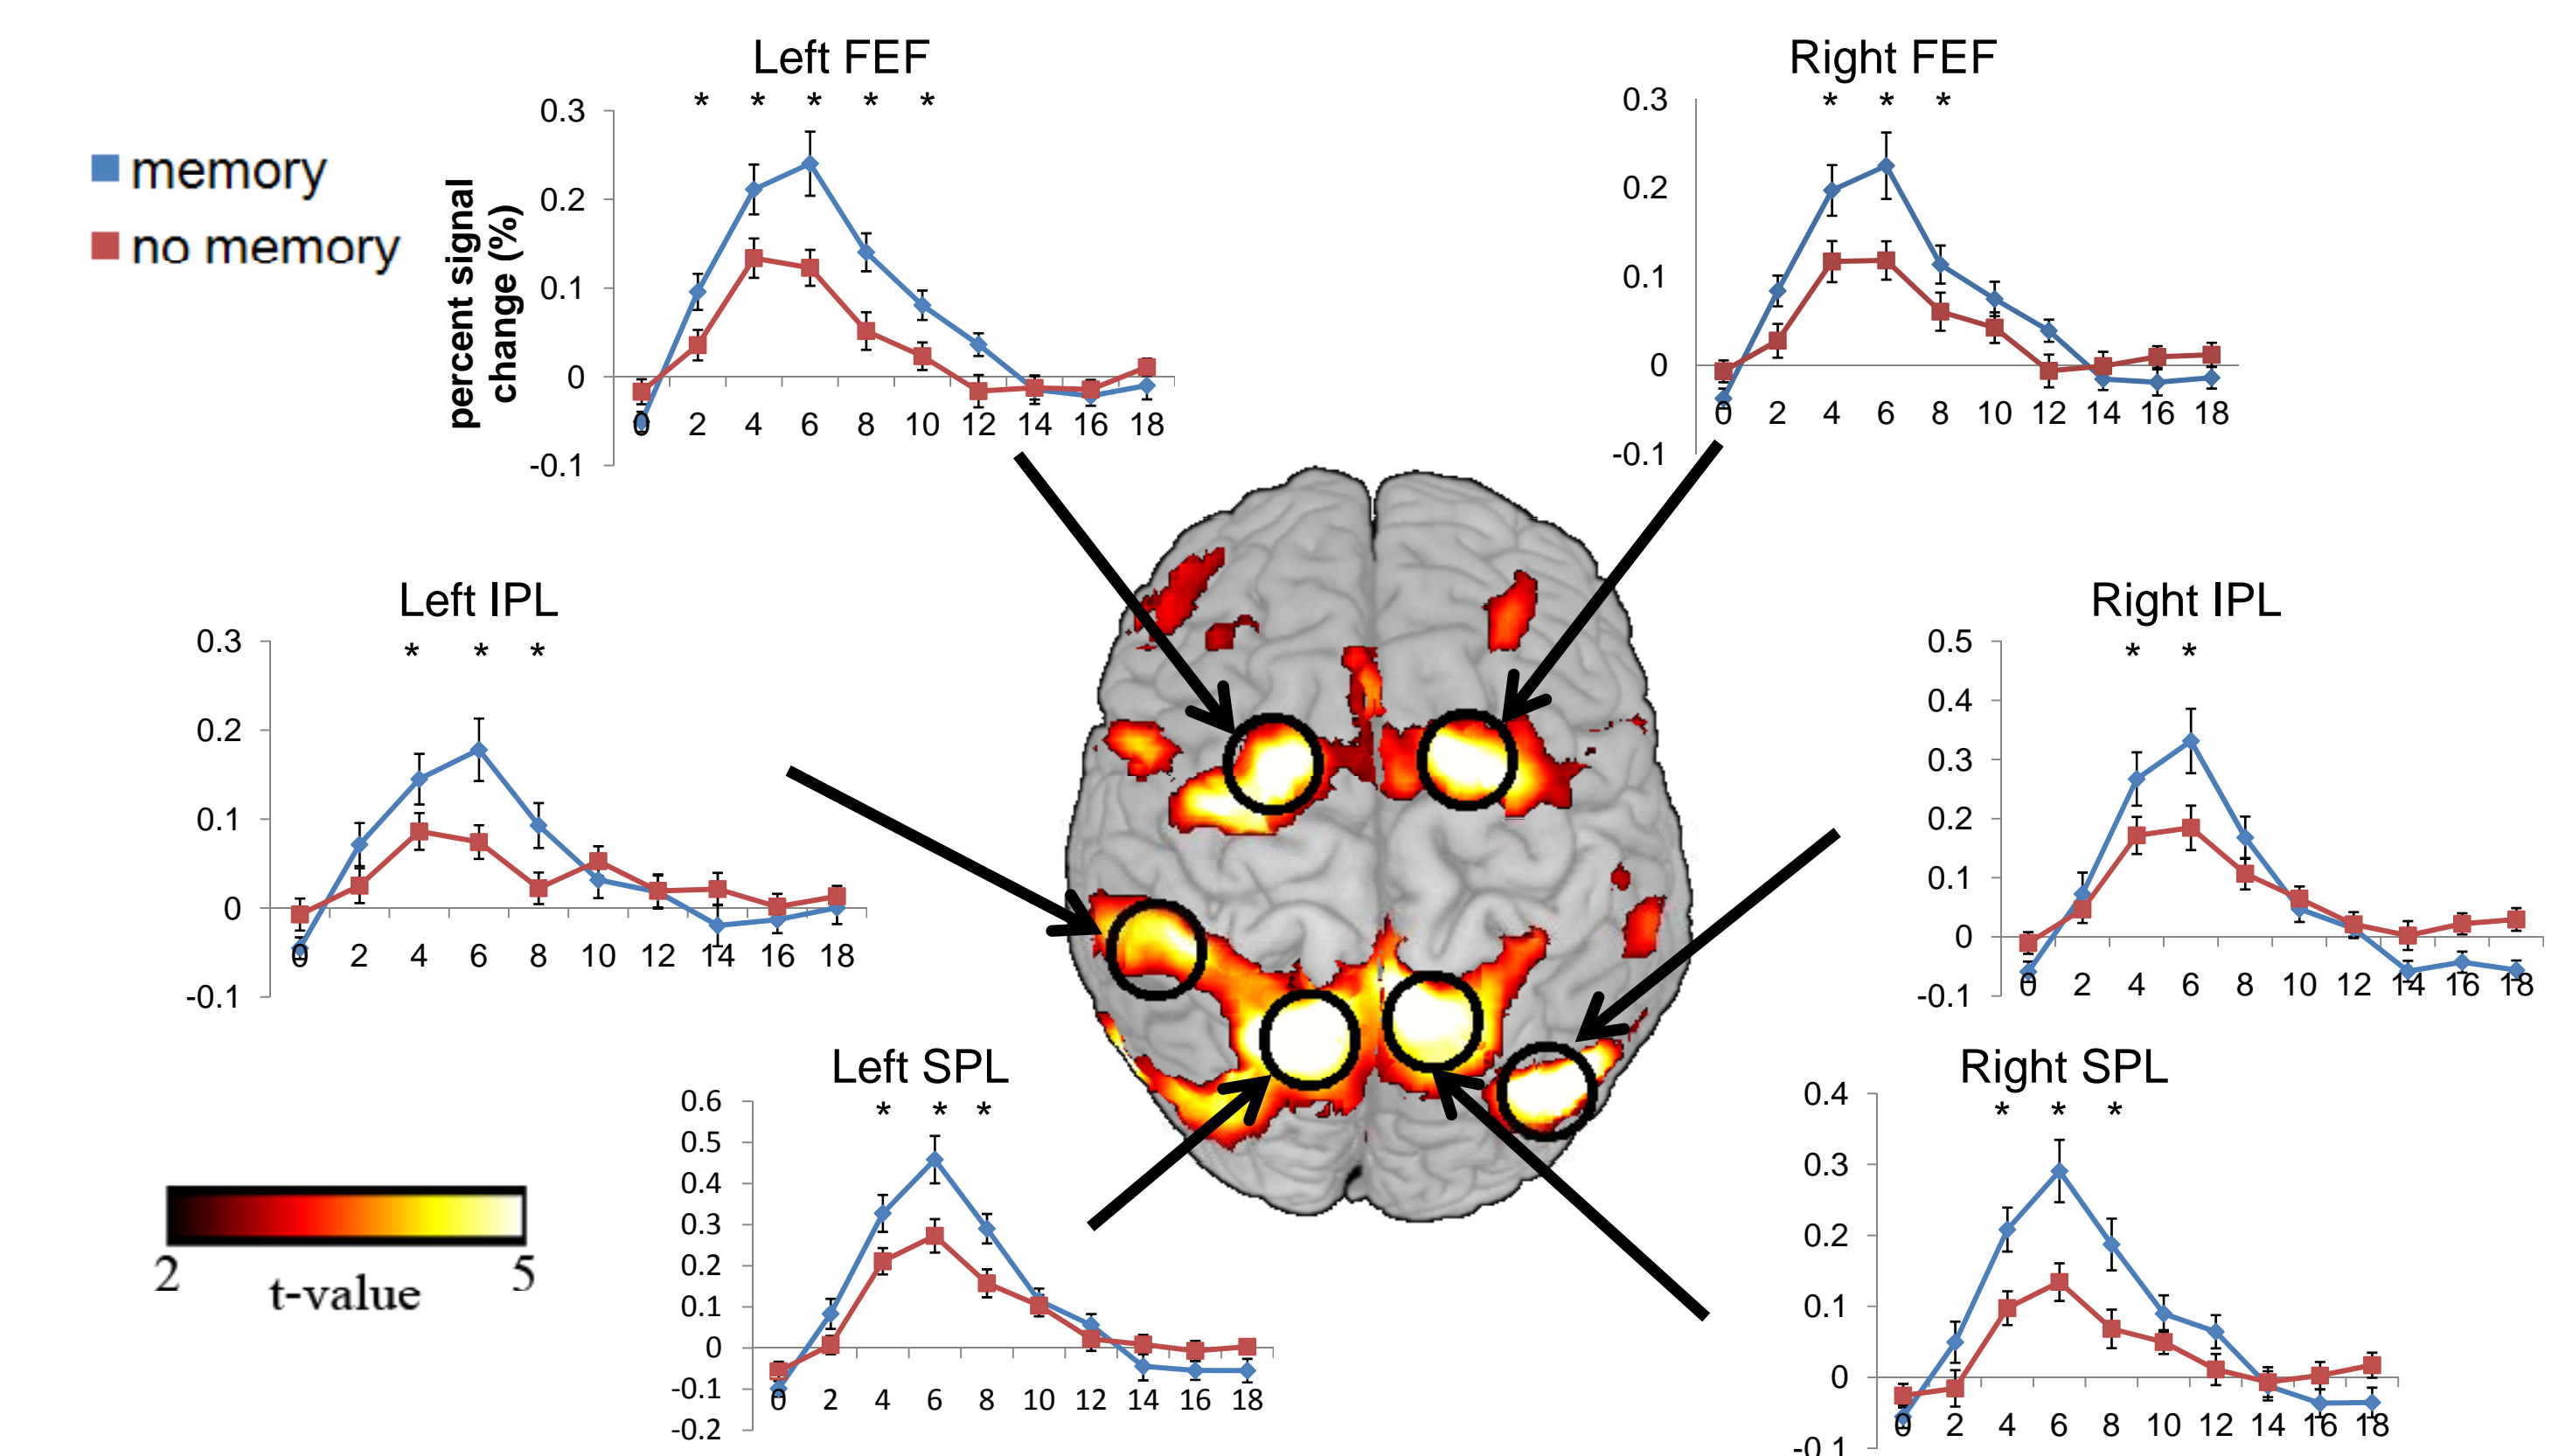 Left FEF
* * * * *
0.3
0.2
0.1
0
-0.1
0 2 4 6 8 10 12 14 16 18
percent signal
change (%)
memory
no memory
Right FEF
* * *
0.3
0.2
0.1
0
-0.1
0 2 4 6 8 10 12 14 16 18
Left IPL
* * *
0.3
0.2
0.1
0
-0.1
0 2 4 6 8 10 12 14 16 18
Right IPL
* *
0.5
0.4
0.3
0.2
0.1
0
-0.1
0 2 4 6 8 10 12 14 16 18
Left SPL
* * *
0.6
0.5
0.4
0.3
0.2
0.1
0
-0.1
-0.2
0 2 4 6 8 10 12 14 16 18
Right SPL
* * *
0.4
0.3
0.2
0.1
0
-0.1
0 2 4 6 8 10 12 14 16 18
2 5
t-value